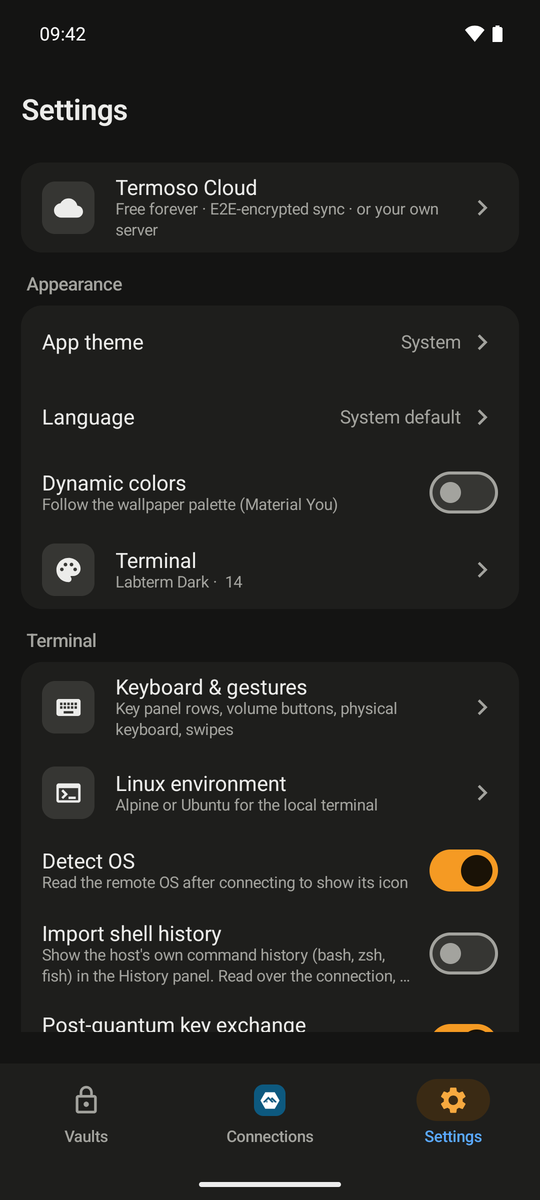 09:42
Settings
Termoso Cloud
Free forever · E2E-encrypted sync · or your own
server
Appearance
App theme
System
Language
System default
Dynamic colors
Follow the wallpaper palette (Material You)
Terminal
Labterm Dark · 14
Terminal
Keyboard & gestures
Key panel rows, volume buttons, physical
keyboard, swipes
Linux environment
Alpine or Ubuntu for the local terminal
Detect OS
Read the remote OS after connecting to show its icon
Import shell history
Show the host's own command history (bash, zsh,
fish) in the History panel. Read over the connection, …
Post-quantum key exchange
Vaults
Connections
Settings